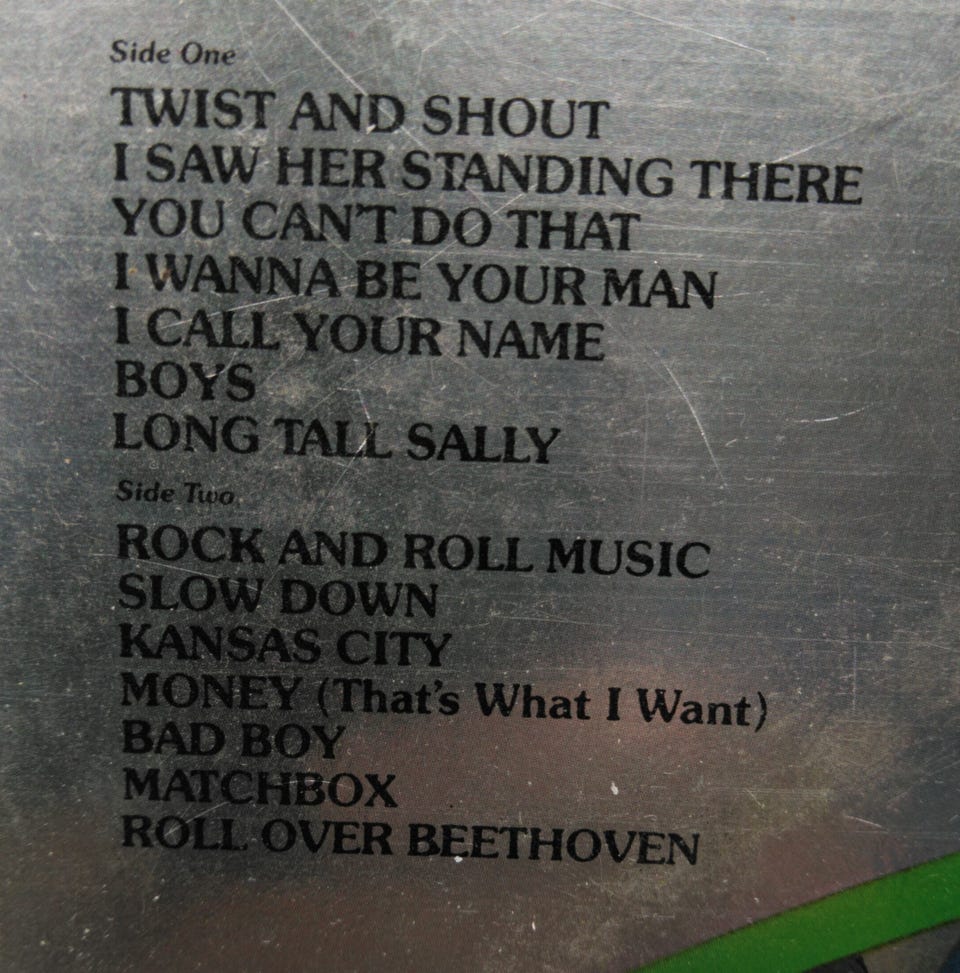 Side One
TWIST AND SHOUT
I SAW HER STANDING THERE
YOU CAN'T DO THAT
I WANNA BE YOUR MAN
I CALL YOUR NAME
BOYS
LONG TALL SALLY
Side Two
ROCK AND ROLL MUSIC
SLOW DOWN
KANSAS CITY
MONEY (That's What I Want)
BAD BOY
MATCHBOX
ROLL OVER BEETHOVEN